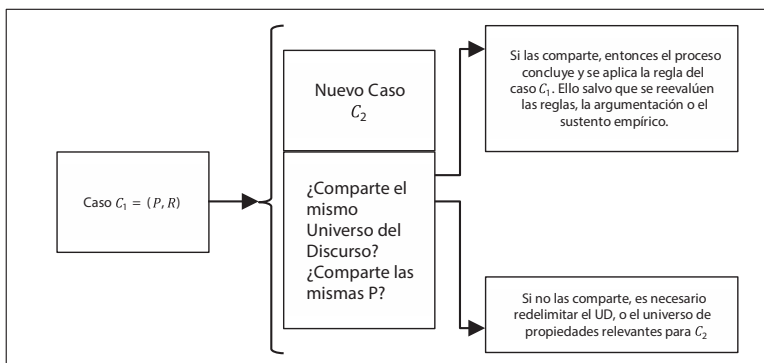 Caso C₁ = (P, R)
Nuevo Caso
C₂
¿Comparte el
mismo
Universo del
Discurso?
¿Comparte las
mismas P?
Si las comparte, entonces el proceso
concluye y se aplica la regla del
caso C₁. Ello salvo que se reevalúen
las reglas, la argumentación o el
sustento empírico.
Si no las comparte, es necesario
redelimitar el UD, o el universo de
propiedades relevantes para C₂